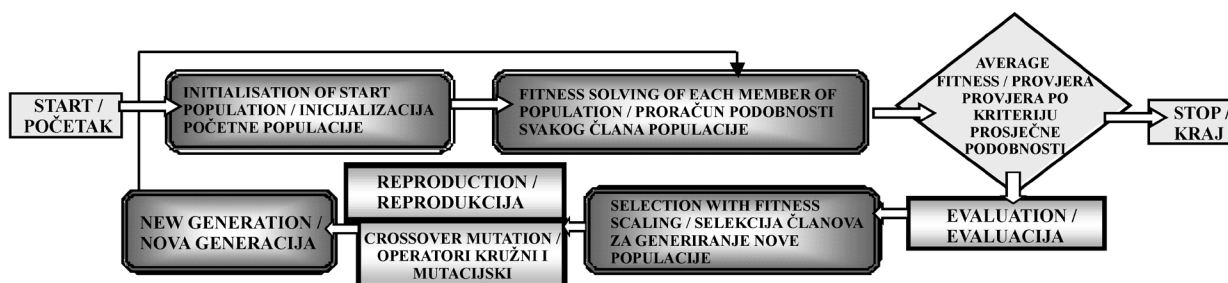 START /
POČETAK
INITIALISATION OF START
POPULATION / INICIJALIZACIJA
POČETNE POPULACIJE
FITNESS SOLVING OF EACH MEMBER OF
POPULATION / PRORAČUN PODOBNOSTI
SVAKOG ČLANA POPULACIJE
AVERAGE
FITNESS / PROVJERA
PROVJERA PO
KRITERIJU
PROSJEČNE
PODOBNOSTI
STOP /
KRAJ
EVALUATION /
EVALUACIJA
SELECTION WITH FITNESS
SCALING / SELEKCIJA ČLANOVA
ZA GENERIRANJE NOVE
POPULACIJE
REPRODUCTION /
REPRODUKCIJA
CROSSOVER MUTATION /
OPERATORI KRUŽNI I
MUTACIJSKI
NEW GENERATION /
NOVA GENERACIJA